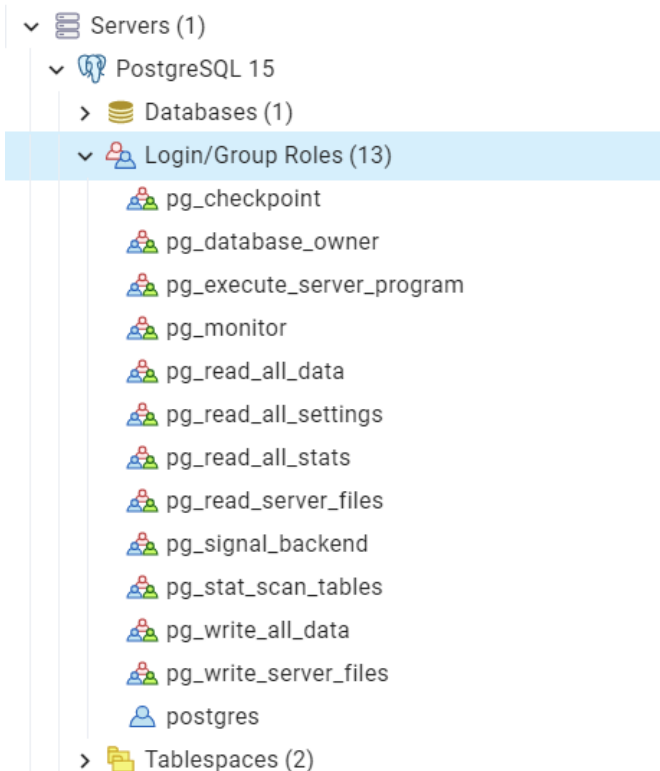 Servers (1)
PostgreSQL 15
Databases (1)
Login/Group Roles (13)
pg_checkpoint
pg_database_owner
pg_execute_server_program
pg_monitor
pg_read_all_data
pg_read_all_settings
pg_read_all_stats
pg_read_server_files
pg_signal_backend
pg_stat_scan_tables
pg_write_all_data
pg_write_server_files
postgres
Tablespaces (2)